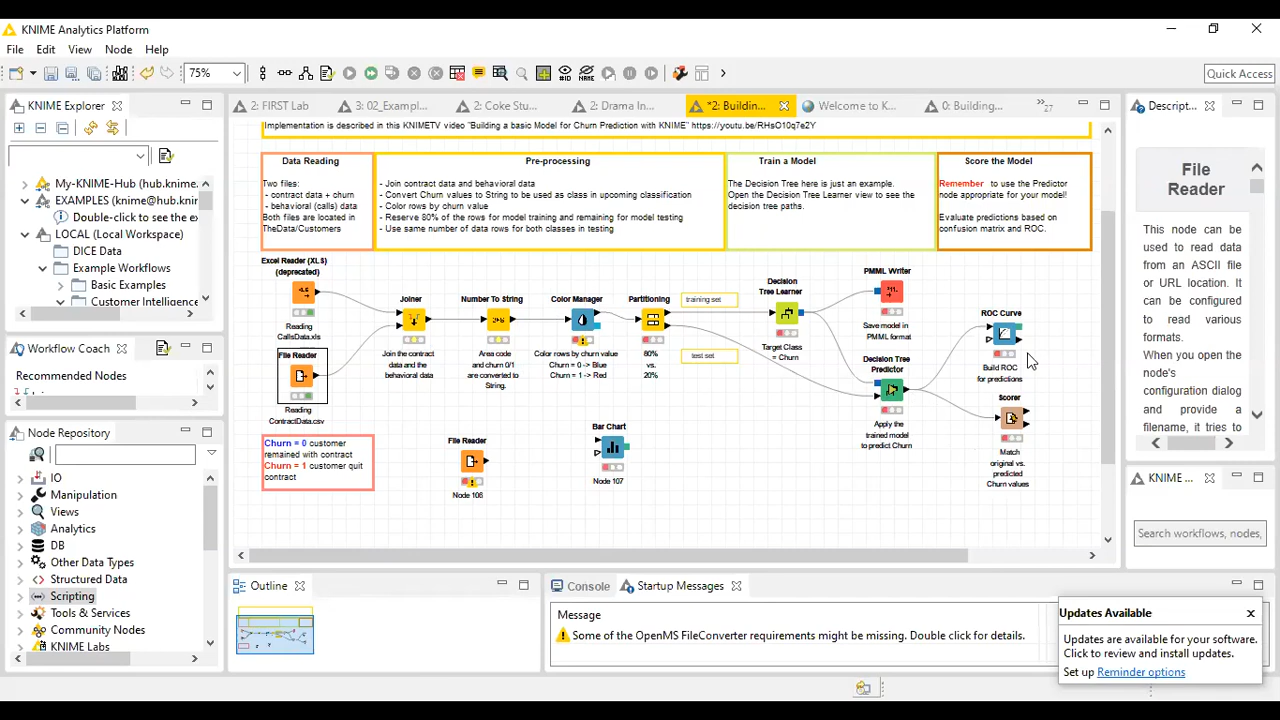 KNIME Analytics Platform
File Edit View Node Help
75%
Quick Access
KNIME Explorer
My-KNIME-Hub (hub.knime.
EXAMPLES (knime@hub.knir
Double-click to see the ex
LOCAL (Local Workspace)
DICE Data
Example Workflows
Basic Examples
Customer Intelligence
Workflow Coach
Recommended Nodes
Node Repository
IO
Manipulation
Views
Analytics
DB
Other Data Types
Structured Data
Scripting
Tools & Services
Community Nodes
KNIME Labs
2: FIRST Lab
3: 02_Exampl...
2: Coke Stu...
2: Drama In...
*2: Buildin...
Welcome to K...
0: Building...
»27
Implementation is described in this KNIMETV video "Building a basic Model for Churn Prediction with KNIME" https://youtu.be/RHsO10q7e2Y
Data Reading
Two files:
- contract data + churn
- behavioral (calls) data
Both files are located in
TheData/Customers
Pre-processing
- Join contract data and behavioral data
- Convert Churn values to String to be used as class in upcoming classification
- Color rows by churn value
- Reserve 80% of the rows for model training and remaining for model testing
- Use same number of data rows for both classes in testing
Train a Model
The Decision Tree here is just an example.
Open the Decision Tree Learner view to see the
decision tree paths.
Score the Model
Remember to use the Predictor
node appropriate for your model!
Evaluate predictions based on
confusion matrix and ROC.
Excel Reader (XLS)
(deprecated)
Reading
CallsData.xls
File Reader
Reading
ContractData.csv
Joiner
Join the contract
data and the
behavioral data
Number To String
Area code
and churn 0/1
are converted to
String.
Color Manager
Color rows by churn value
Churn = 0 -> Blue
Churn = 1 -> Red
Partitioning
80%
vs.
20%
training set
test set
Decision
Tree Learner
Target Class
= Churn
PMML Writer
Save model in
PMML format
Decision Tree
Predictor
Apply the
trained model
to predict Churn
ROC Curve
Build ROC
for predictions
Scorer
Match
original vs.
predicted
Churn values
Churn = 0 customer
remained with contract
Churn = 1 customer quit
contract
File Reader
Node 106
Bar Chart
Node 107
Descript...
File
Reader
This node can
be used to read data
from an ASCII file
or URL location. It
can be configured
to read various
formats.
When you open the
node's
configuration dialog
and provide a
filename, it tries to
KNIME ...
Search workflows, nodes,
Outline
Console
Startup Messages
Message
Some of the OpenMS FileConverter requirements might be missing. Double click for details.
Updates Available
Updates are available for your software.
Click to review and install updates.
Set up Reminder options